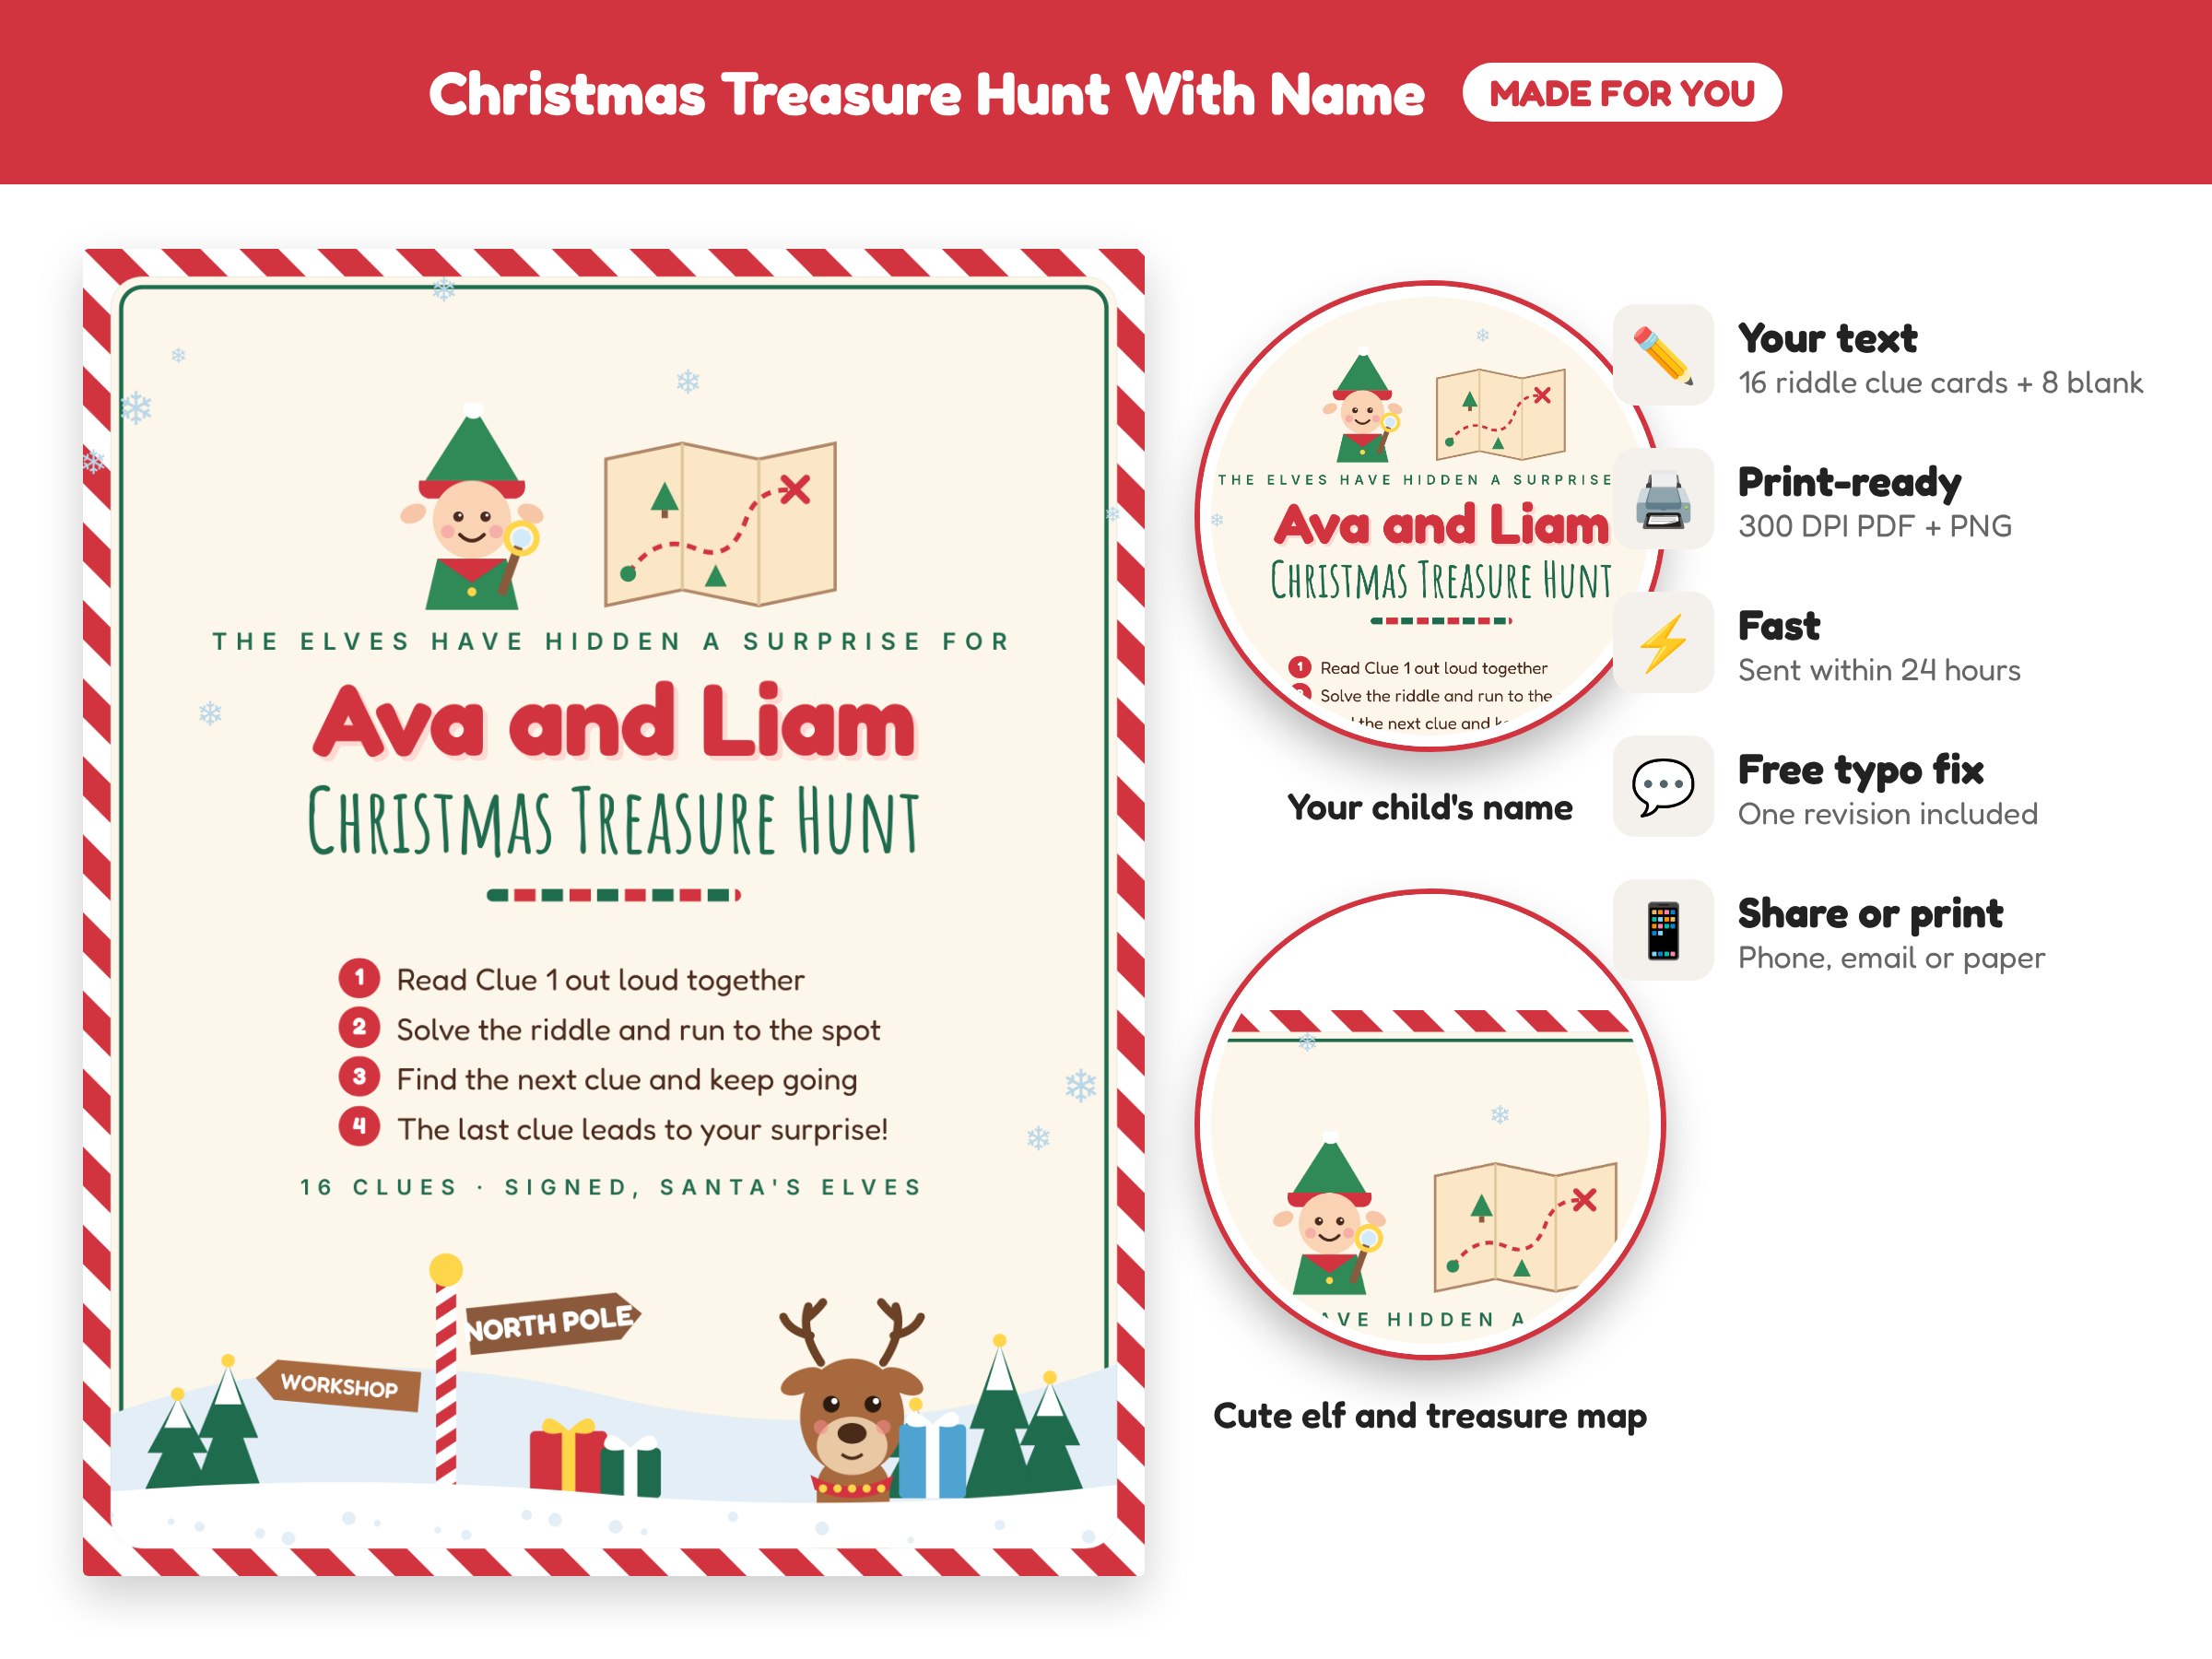 Christmas Treasure Hunt With Name
MADE FOR YOU
THE ELVES HAVE HIDDEN A SURPRISE FOR
Ava and Liam
CHRISTMAS TREASURE HUNT
1 Read Clue 1 out loud together
2 Solve the riddle and run to the spot
3 Find the next clue and keep going
4 The last clue leads to your surprise!
16 CLUES · SIGNED, SANTA'S ELVES
NORTH POLE
WORKSHOP
THE ELVES HAVE HIDDEN A SURPRISE
Ava and Liam
CHRISTMAS TREASURE HUNT
1 Read Clue 1 out loud together
Solve the riddle and run to the
the next clue and
Your child's name
HIDDEN A
Cute elf and treasure map
Your text
16 riddle clue cards + 8 blank
Print-ready
300 DPI PDF + PNG
Fast
Sent within 24 hours
Free typo fix
One revision included
Share or print
Phone, email or paper